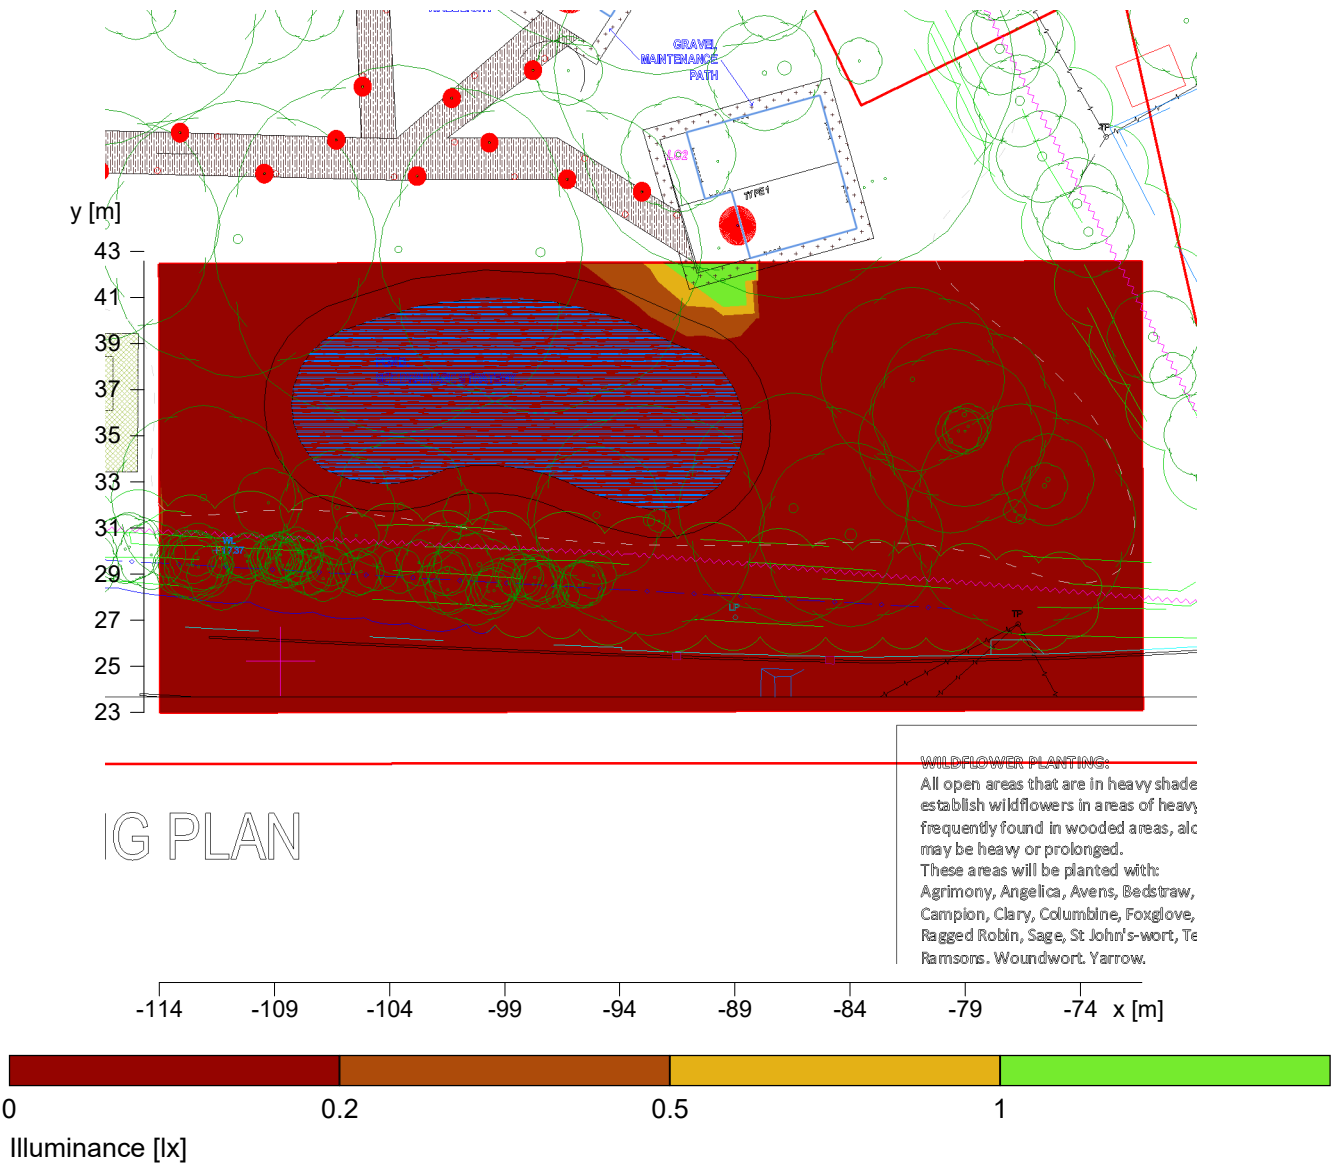 GRAVEL
MAINTENANCE
PATH
LC2
TYPE 1
TP
y [m]
43
41
39
37
35
33
31
29
27
25
23
LP
TP
WILDFLOWER PLANTING:
All open areas that are in heavy shade
establish wildflowers in areas of heavy
frequently found in wooded areas, alo
may be heavy or prolonged.
These areas will be planted with:
Agrimony, Angelica, Avens, Bedstraw,
Campion, Clary, Columbine, Foxglove,
Ragged Robin, Sage, St John's-wort, Te
Ramsons. Woundwort. Yarrow.
IG PLAN
-114 -109 -104 -99 -94 -89 -84 -79 -74 x [m]
0 0.2 0.5 1
Illuminance [lx]